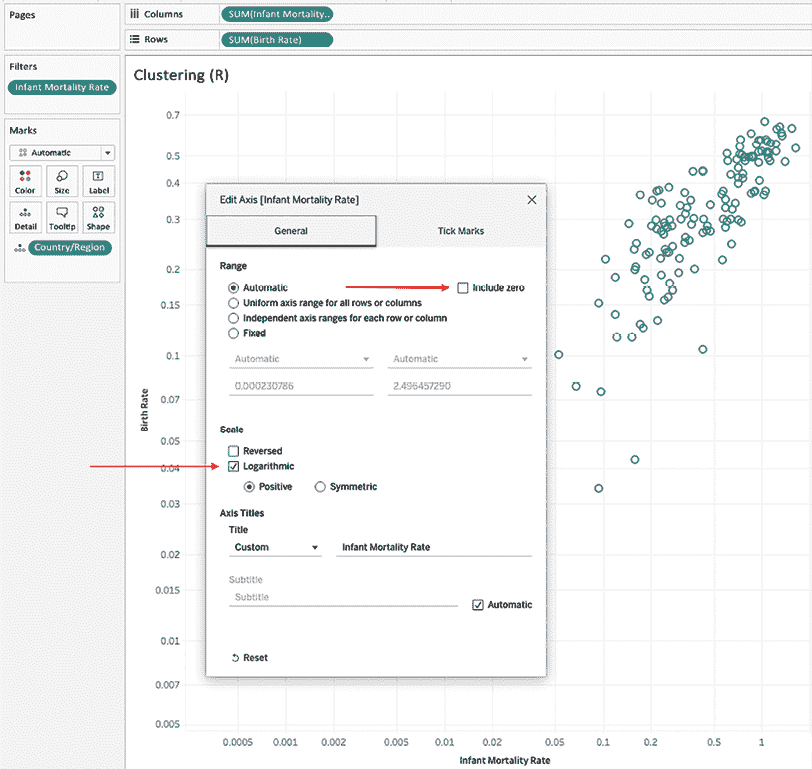 Pages
Columns
SUM(Infant Mortality..
Rows
SUM(Birth Rate)
Filters
Infant Mortality Rate
Marks
Automatic
Color
Size
Label
Detail
Tooltip
Shape
Country/Region
Clustering (R)
0.7
0.5
0.4
0.3
0.2
0.15
0.1
0.07
0.05
0.04
0.03
0.02
0.015
0.01
0.007
0.005
Birth Rate
Edit Axis [Infant Mortality Rate]
General
Tick Marks
Range
Automatic
Include zero
Uniform axis range for all rows or columns
Independent axis ranges for each row or column
Fixed
Automatic
Automatic
0.000230786
2.496457290
Scale
Reversed
Logarithmic
Positive
Symmetric
Axis Titles
Title
Custom
Infant Mortality Rate
Subtitle
Subtitle
Automatic
Reset
0.0005 0.001 0.002 0.005 0.01 0.02 0.05 0.1 0.2 0.5 1
Infant Mortality Rate